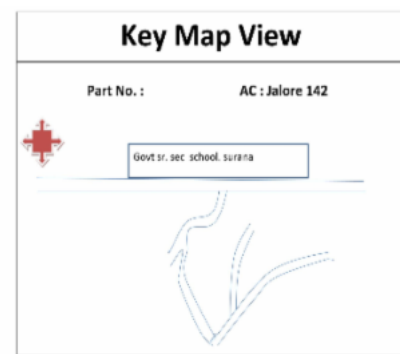 Key Map View
Part No. : AC : Jalore 142
Govt sr. sec school. surana